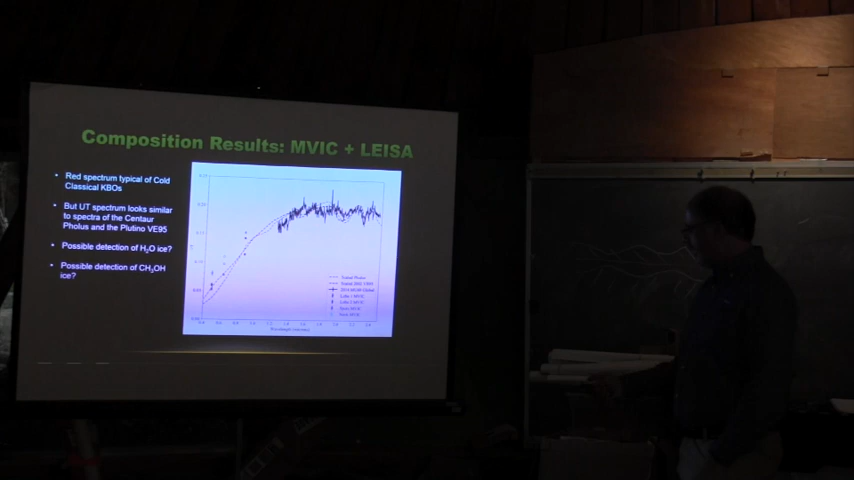 Composition Results: MVIC + LEISA
• Red spectrum typical of Cold
Classical KBOs
• But UT spectrum looks similar
to spectra of the Centaur
Pholus and the Plutino VE95
• Possible detection of H₂O ice?
• Possible detection of CH₃OH
ice?